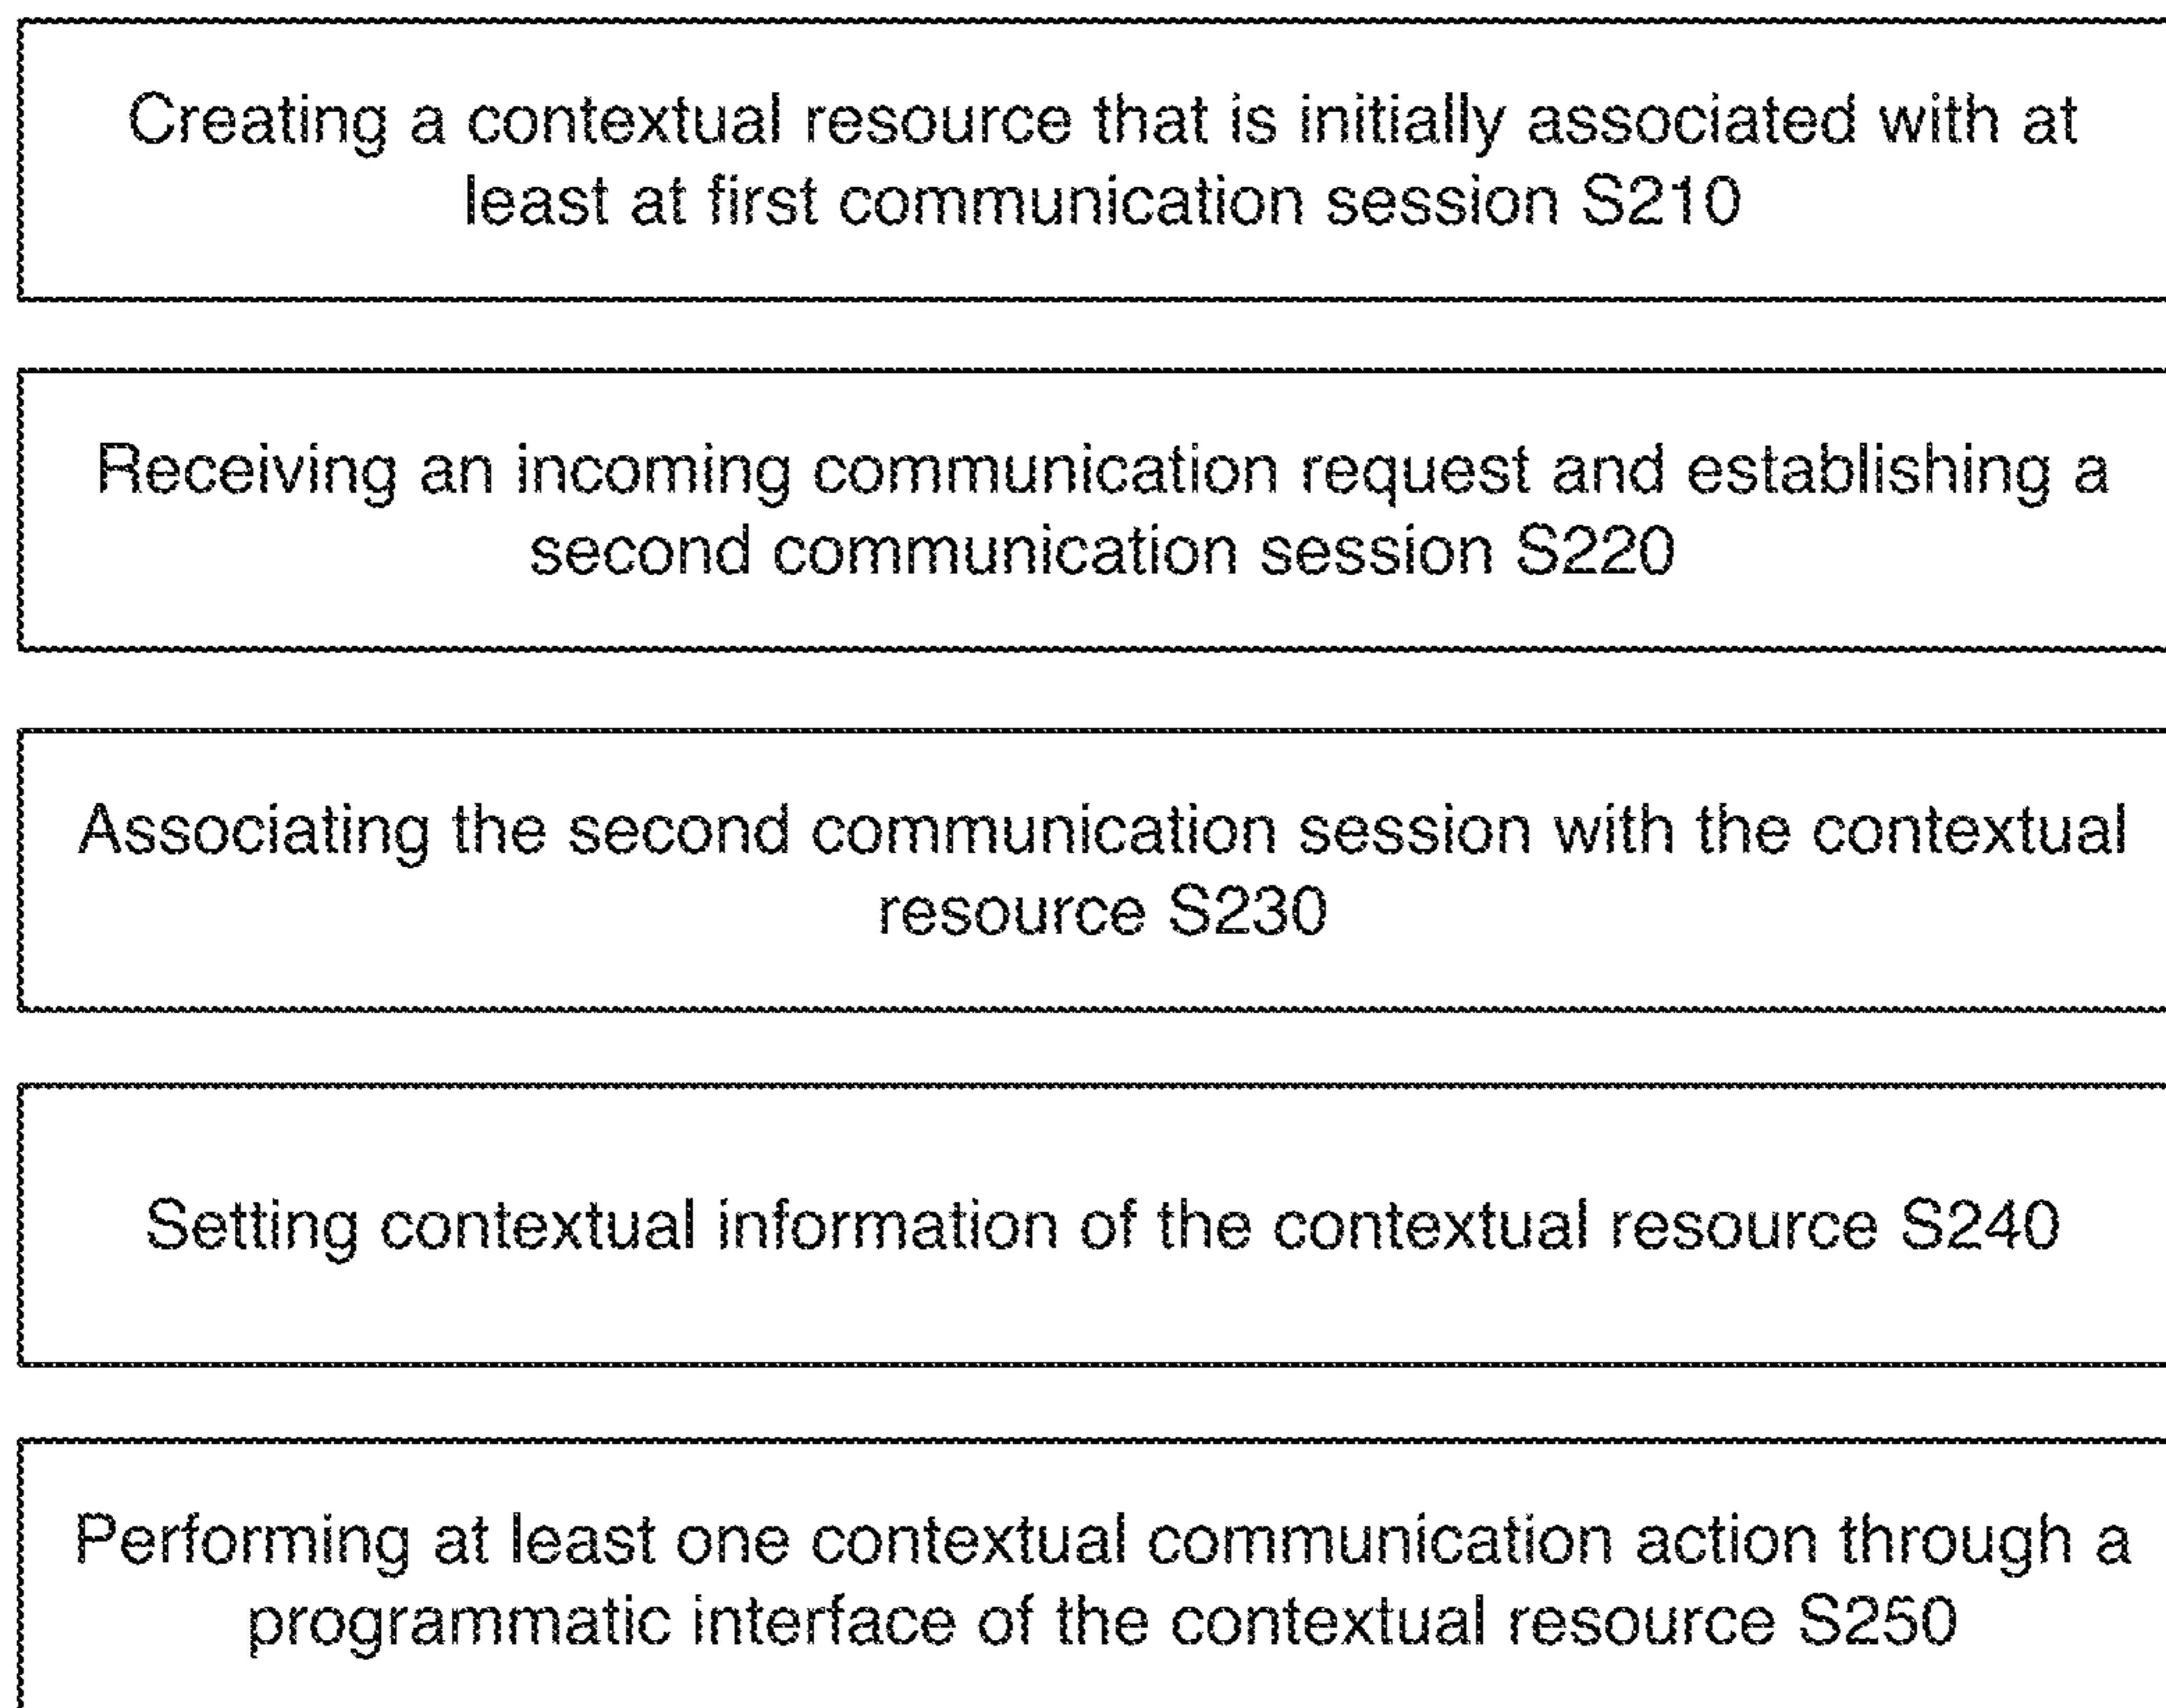 Creating a contextual resource that is initially associated with at
least at first communication session S210
Receiving an incoming communication request and establishing a
second communication session S220
Associating the second communication session with the contextual
resource S230
Setting contextual information of the contextual resource S240
Performing at least one contextual communication action through a
programmatic interface of the contextual resource S250